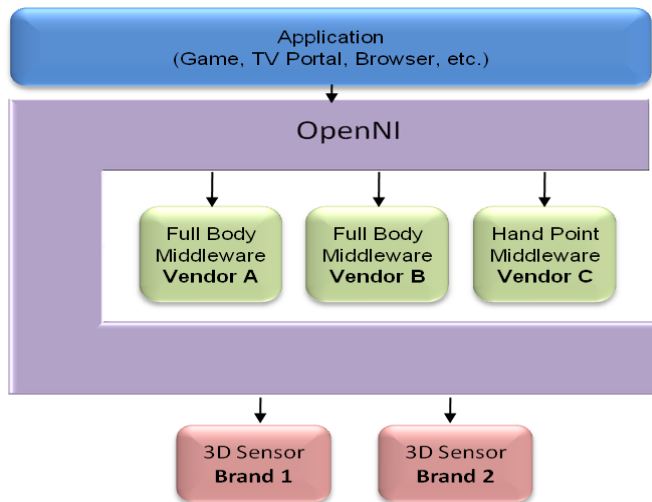 Application
(Game, TV Portal, Browser, etc.)
OpenNI
Full Body
Middleware
Vendor A
Full Body
Middleware
Vendor B
Hand Point
Middleware
Vendor C
3D Sensor
Brand 1
3D Sensor
Brand 2